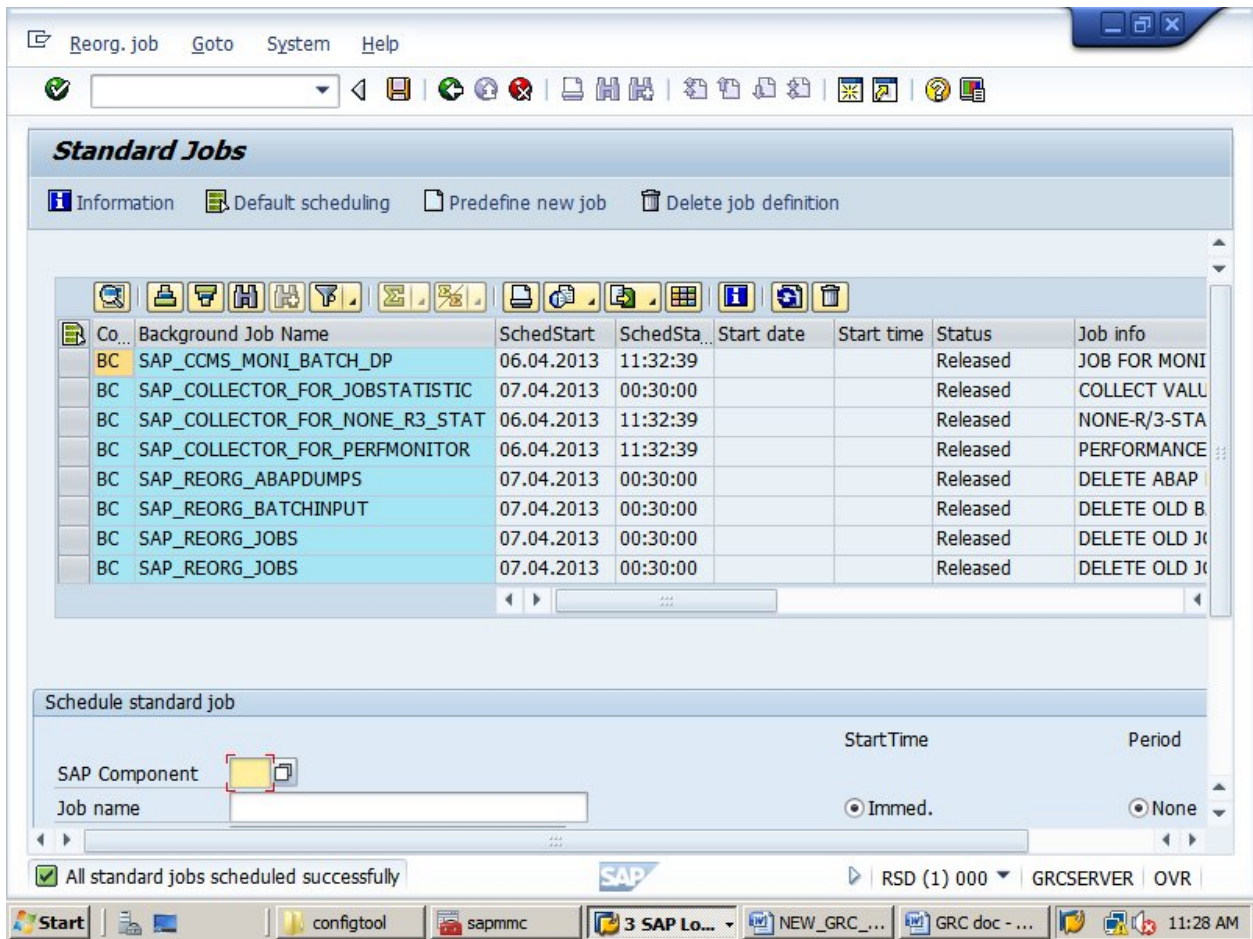 Reorg. job Goto System Help
Standard Jobs
Information Default scheduling Predefine new job Delete job definition
Co... Background Job Name SchedStart SchedSta... Start date Start time Status Job info
BC SAP_CCMS_MONI_BATCH_DP 06.04.2013 11:32:39 Released JOB FOR MONI
BC SAP_COLLECTOR_FOR_JOBSTATISTIC 07.04.2013 00:30:00 Released COLLECT VALU
BC SAP_COLLECTOR_FOR_NONE_R3_STAT 06.04.2013 11:32:39 Released NONE-R/3-STA
BC SAP_COLLECTOR_FOR_PERFMONITOR 06.04.2013 11:32:39 Released PERFORMANCE
BC SAP_REORG_ABAPDUMPS 07.04.2013 00:30:00 Released DELETE ABAP
BC SAP_REORG_BATCHINPUT 07.04.2013 00:30:00 Released DELETE OLD B
BC SAP_REORG_JOBS 07.04.2013 00:30:00 Released DELETE OLD JO
BC SAP_REORG_JOBS 07.04.2013 00:30:00 Released DELETE OLD JO
Schedule standard job
StartTime Period
SAP Component
Job name Immed. None
All standard jobs scheduled successfully SAP RSD (1) 000 GRCSERVER OVR
Start configtool sapmmc 3 SAP Lo... NEW_GRC_... GRC doc - ... 11:28 AM